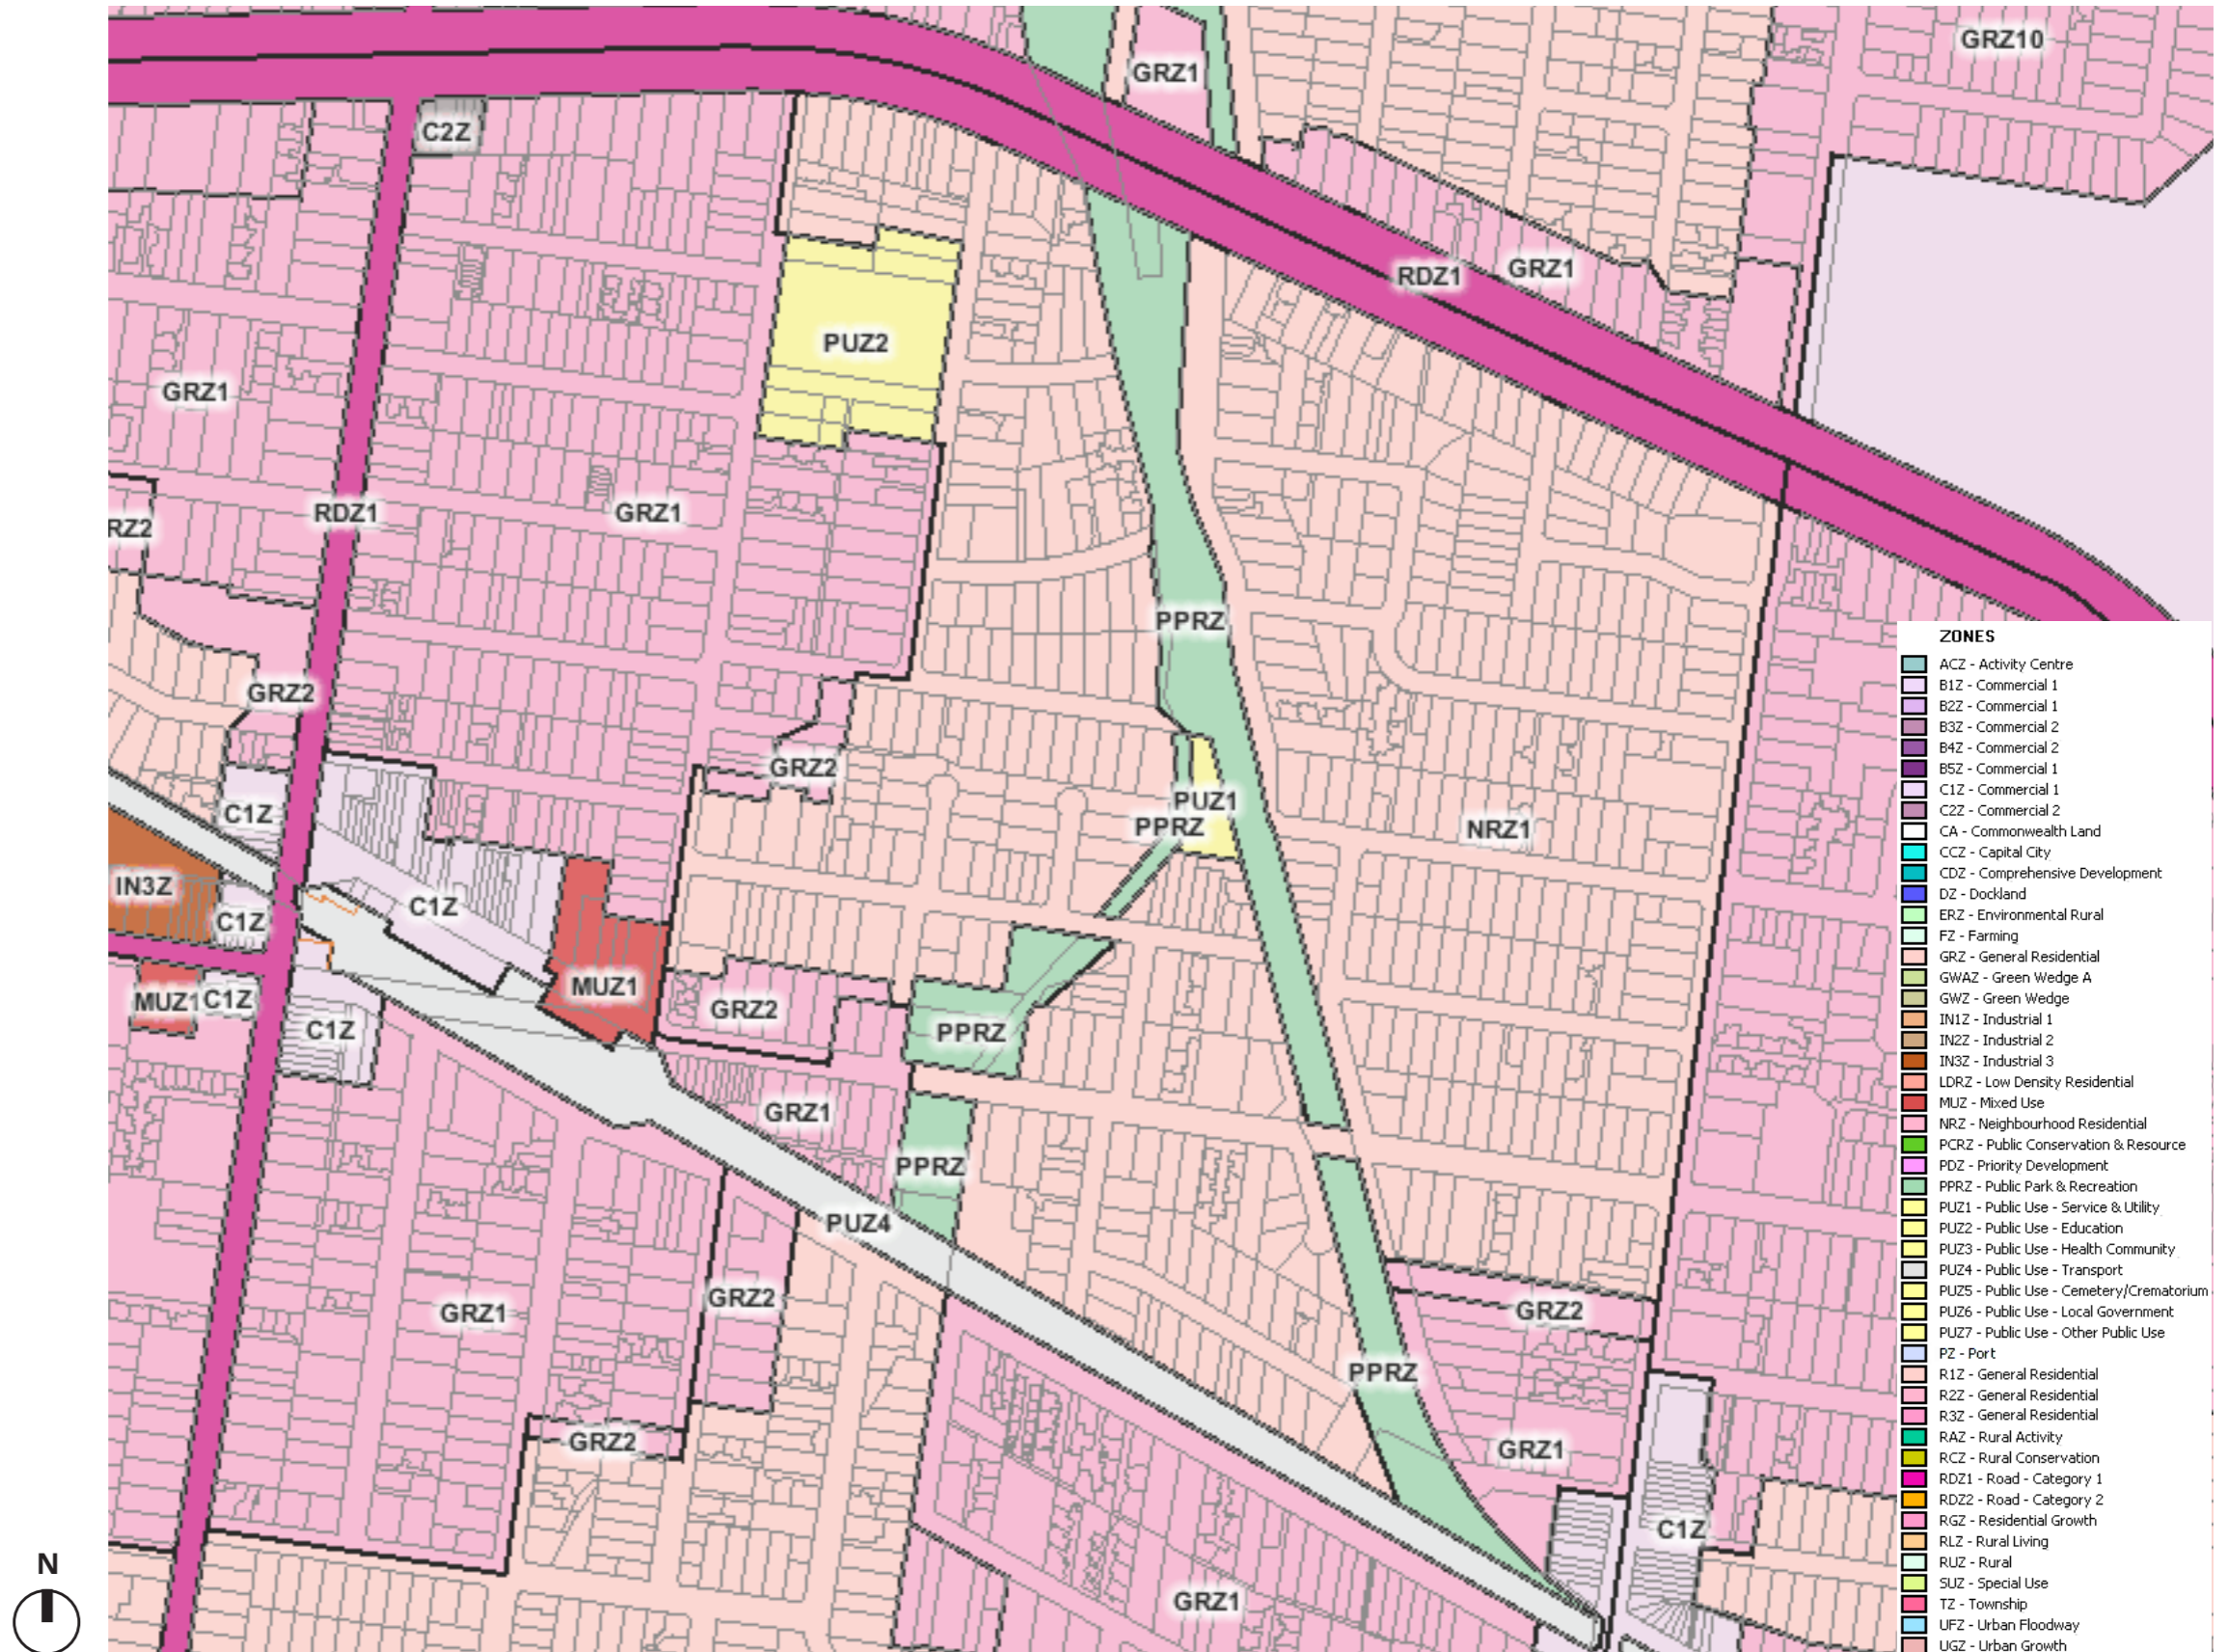 GRZ10
GRZ1
C2Z
RDZ1
GRZ1
PUZ2
GRZ1
RDZ1
GRZ1
RZ2
PPRZ
GRZ2
GRZ2
PUZ1
C1Z
PPRZ
NRZ1
IN3Z
C1Z
C1Z
MUZ1
MUZ1
C1Z
GRZ2
C1Z
PPRZ
GRZ1
PPRZ
PUZ4
GRZ2
GRZ1
GRZ2
PPRZ
GRZ2
GRZ1
C1Z
GRZ1
N
ZONES
ACZ - Activity Centre
B1Z - Commercial 1
B2Z - Commercial 1
B3Z - Commercial 2
B4Z - Commercial 2
B5Z - Commercial 1
C1Z - Commercial 1
C2Z - Commercial 2
CA - Commonwealth Land
CCZ - Capital City
CDZ - Comprehensive Development
DZ - Dockland
ERZ - Environmental Rural
FZ - Farming
GRZ - General Residential
GWAZ - Green Wedge A
GWZ - Green Wedge
IN1Z - Industrial 1
IN2Z - Industrial 2
IN3Z - Industrial 3
LDRZ - Low Density Residential
MUZ - Mixed Use
NRZ - Neighbourhood Residential
PCRZ - Public Conservation & Resource
PDZ - Priority Development
PPRZ - Public Park & Recreation
PUZ1 - Public Use - Service & Utility
PUZ2 - Public Use - Education
PUZ3 - Public Use - Health Community
PUZ4 - Public Use - Transport
PUZ5 - Public Use - Cemetery/Crematorium
PUZ6 - Public Use - Local Government
PUZ7 - Public Use - Other Public Use
PZ - Port
R1Z - General Residential
R2Z - General Residential
R3Z - General Residential
RAZ - Rural Activity
RCZ - Rural Conservation
RDZ1 - Road - Category 1
RDZ2 - Road - Category 2
RGZ - Residential Growth
RLZ - Rural Living
RUZ - Rural
SUZ - Special Use
TZ - Township
UFZ - Urban Floodway
UGZ - Urban Growth